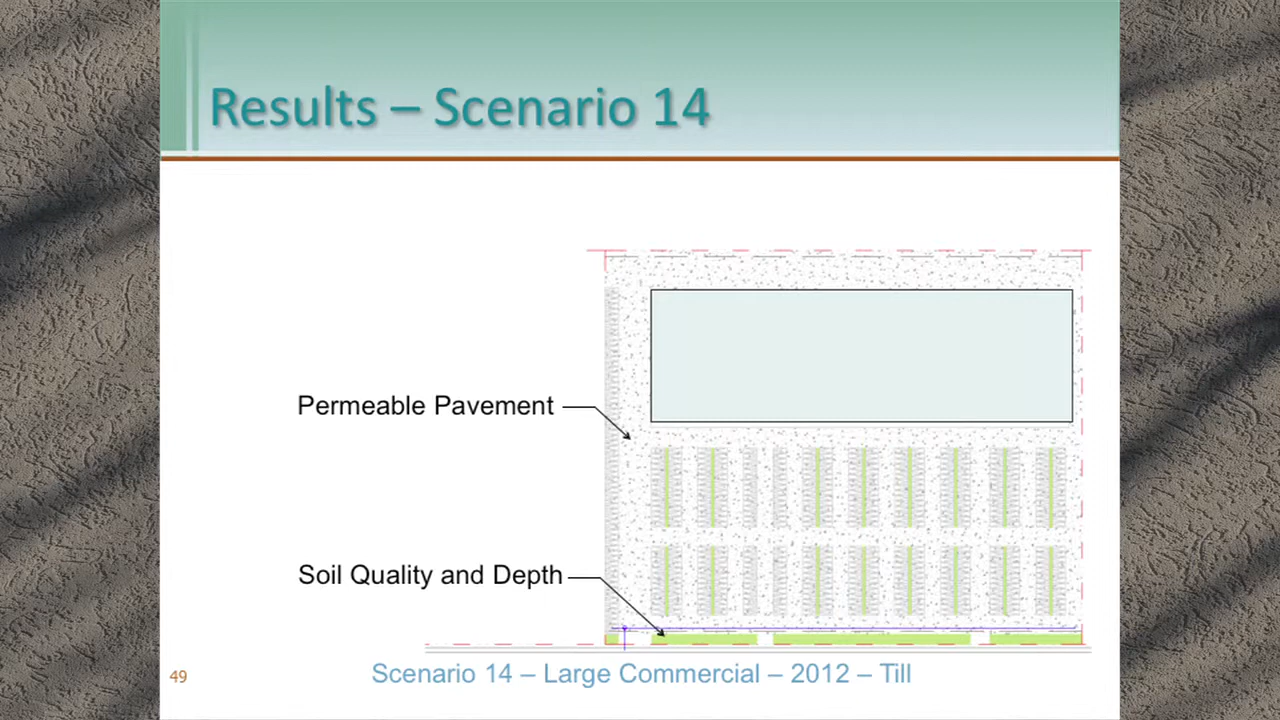 Results – Scenario 14
Permeable Pavement
Soil Quality and Depth
Scenario 14 – Large Commercial – 2012 – Till
49